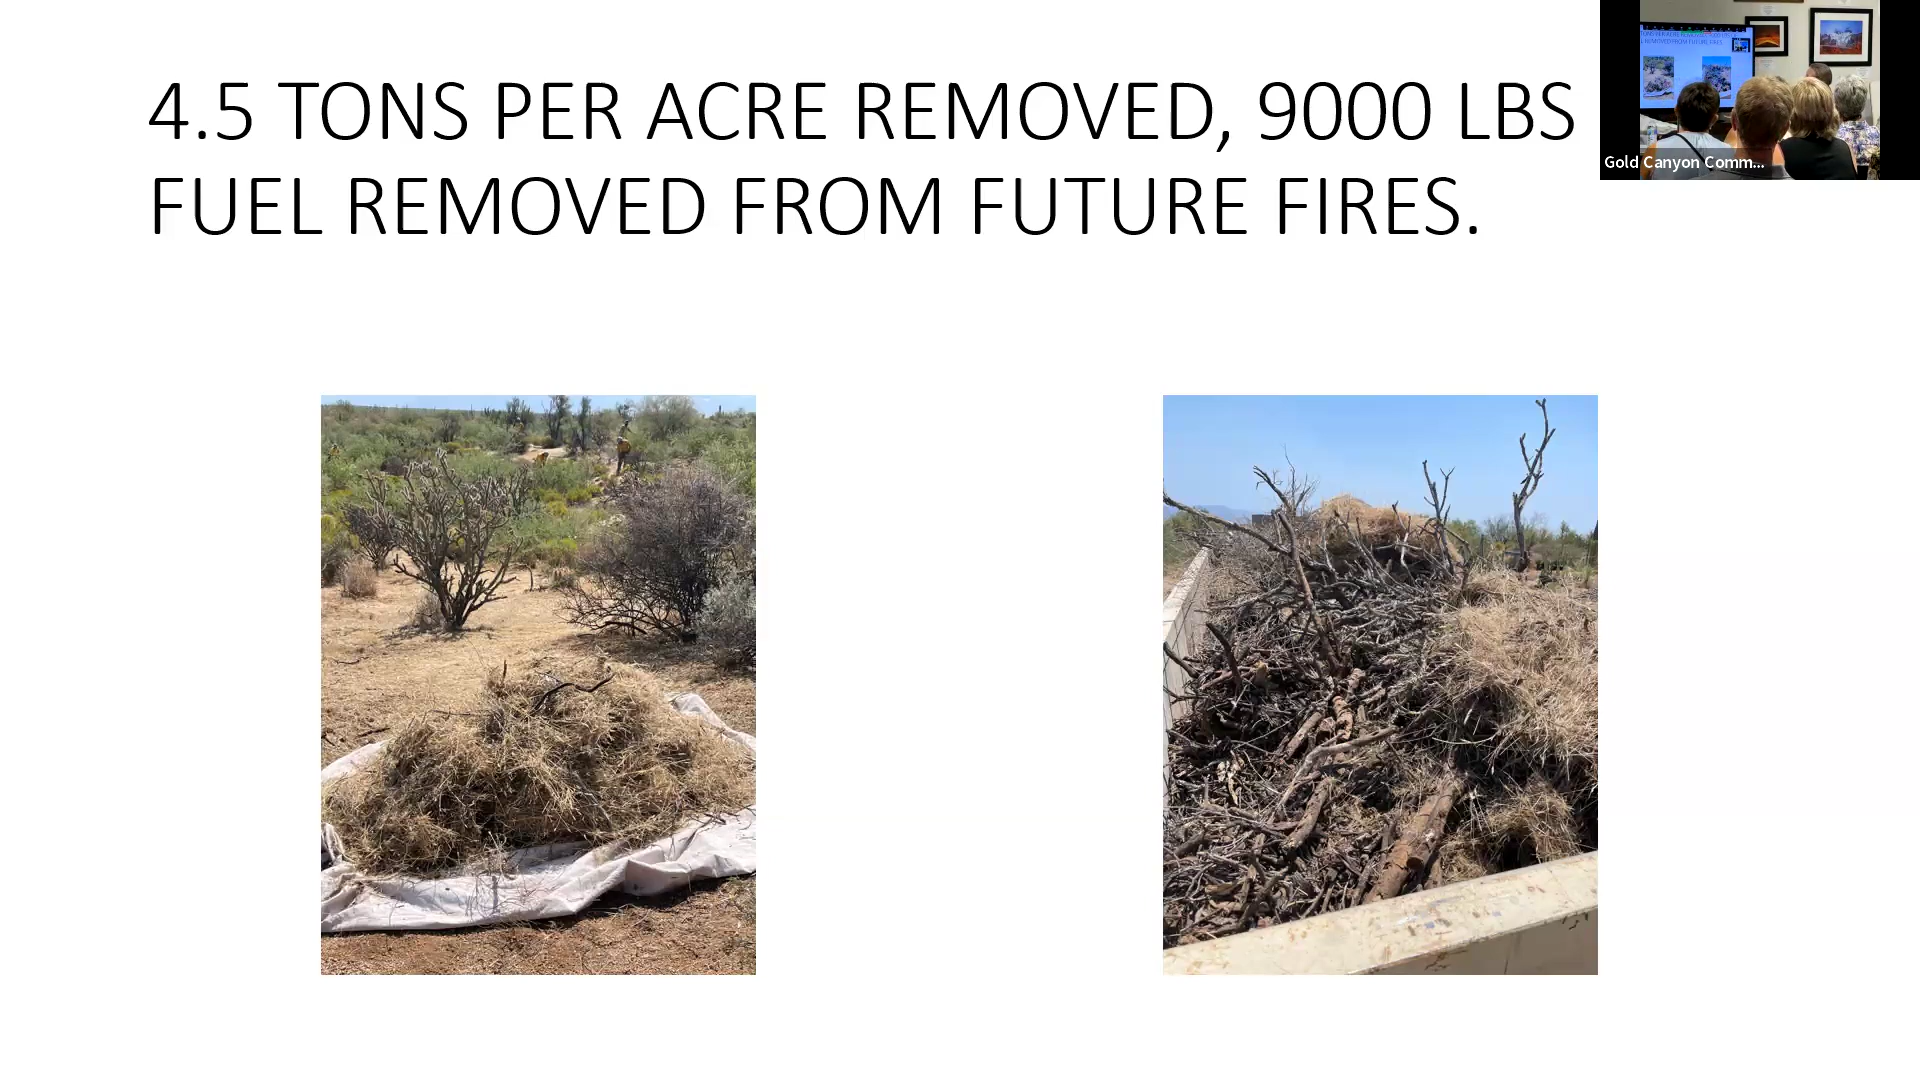 4.5 TONS PER ACRE REMOVED, 9000 LBS
FUEL REMOVED FROM FUTURE FIRES.
Gold Canyon Comm...